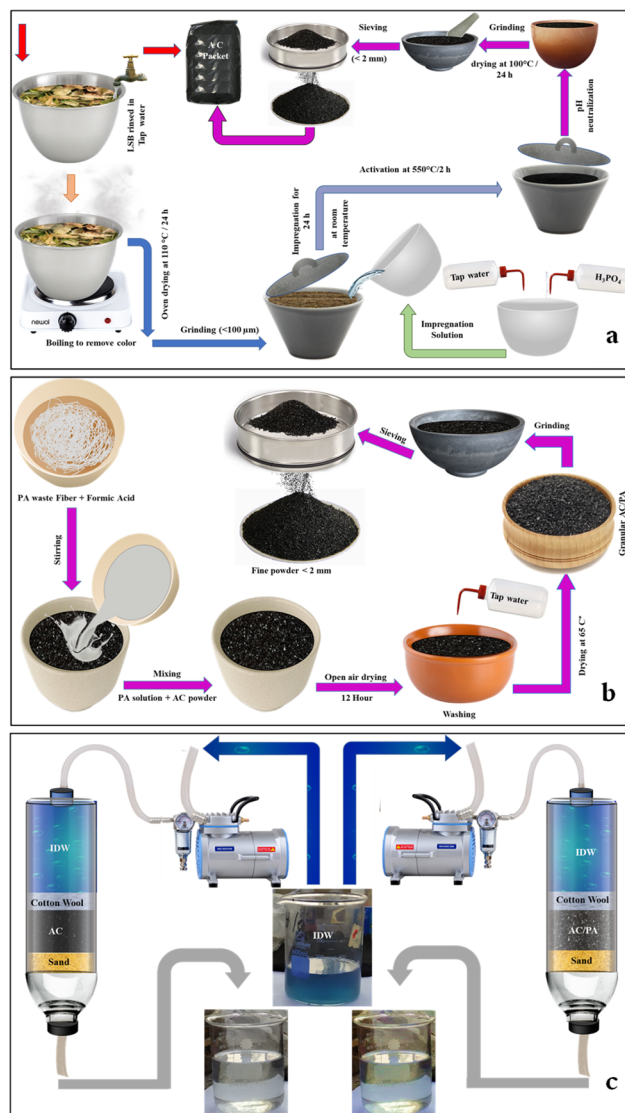 Sieving
(< 2 mm)
Grinding
drying at 100°C /
24 h
A C
Packet
LSB rinsed in
Tap water
pH
neutralization
Activation at 550°C/2 h
Impregnation for
24 h
at room
temperature
Oven drying at 110 °C / 24 h
Tap water
H₃PO₄
newal
Boiling to remove color
Grinding (<100 µm)
Impregnation
Solution
a
PA waste Fiber + Formic Acid
Sieving
Grinding
Granular AC/PA
Stirring
Fine powder < 2 mm
Tap water
Drying at 65 C°
Mixing
PA solution + AC powder
Open air drying
12 Hour
Washing
b
IDW
Cotton Wool
AC
Sand
IDW
IDW
Cotton Wool
AC/PA
Sand
c